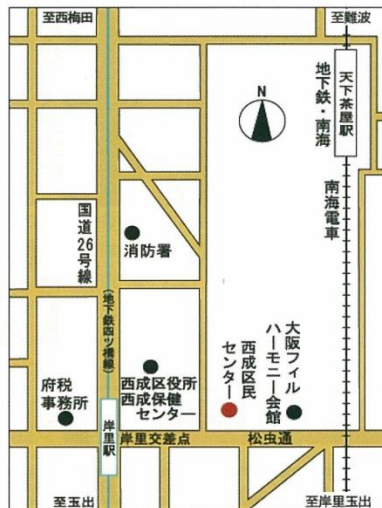 至西梅田
至難波
天下茶屋駅
地下鉄・南海
N
南海電車
国道26号線
消防署
(地下鉄四ツ橋線)
大阪フィル
ハーモニー会館
西成区民
センター
西成区役所
西成保健
センター
府税
事務所
岸里駅
岸里交差点
松虫通
至玉出
至岸里玉出